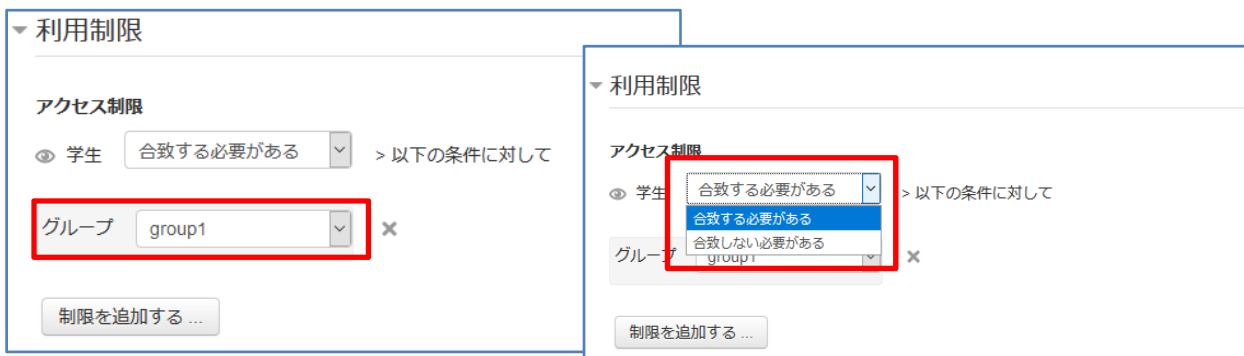 利用制限
アクセス制限
学生 合致する必要がある > 以下の条件に対して
グループ group1
制限を追加する ...
利用制限
アクセス制限
学生 合致する必要がある > 以下の条件に対して
合致する必要がある
合致しない必要がある
グループ group1
制限を追加する ...